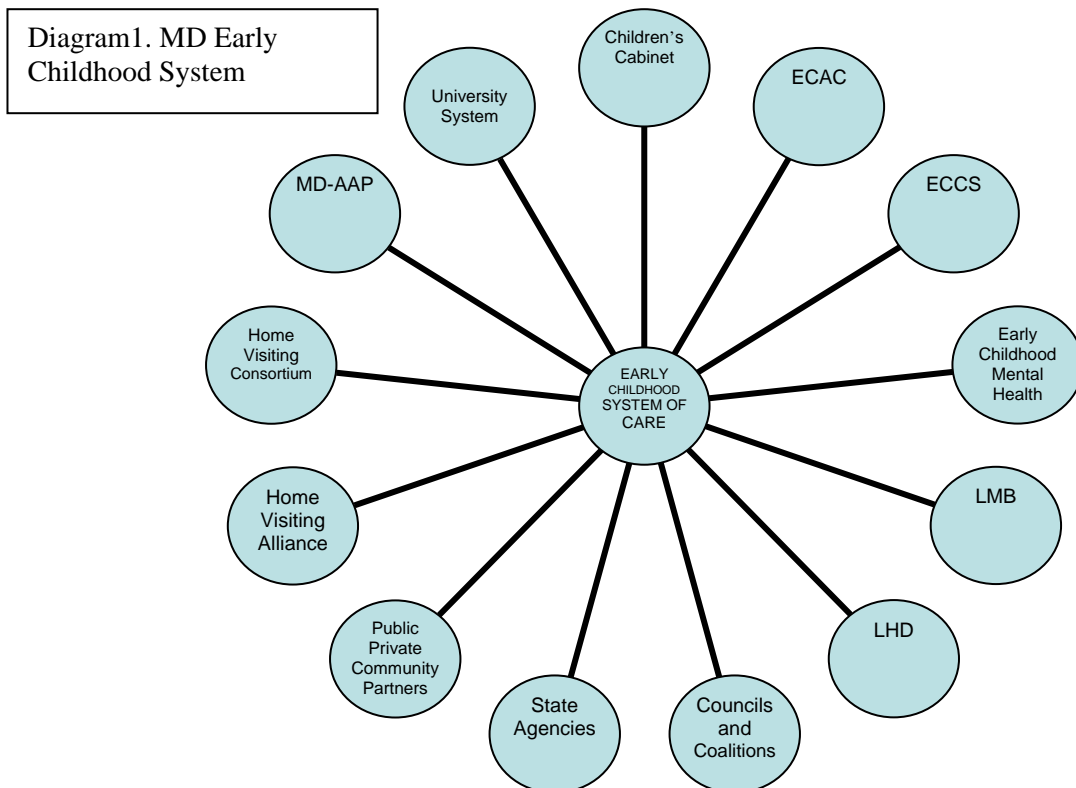 Diagram1. MD Early
Childhood System
Children's
Cabinet
ECAC
University
System
MD-AAP
ECCS
Home
Visiting
Consortium
Early
Childhood
Mental
Health
EARLY
CHILDHOOD
SYSTEM OF
CARE
Home
Visiting
Alliance
LMB
Public
Private
Community
Partners
LHD
State
Agencies
Councils
and
Coalitions